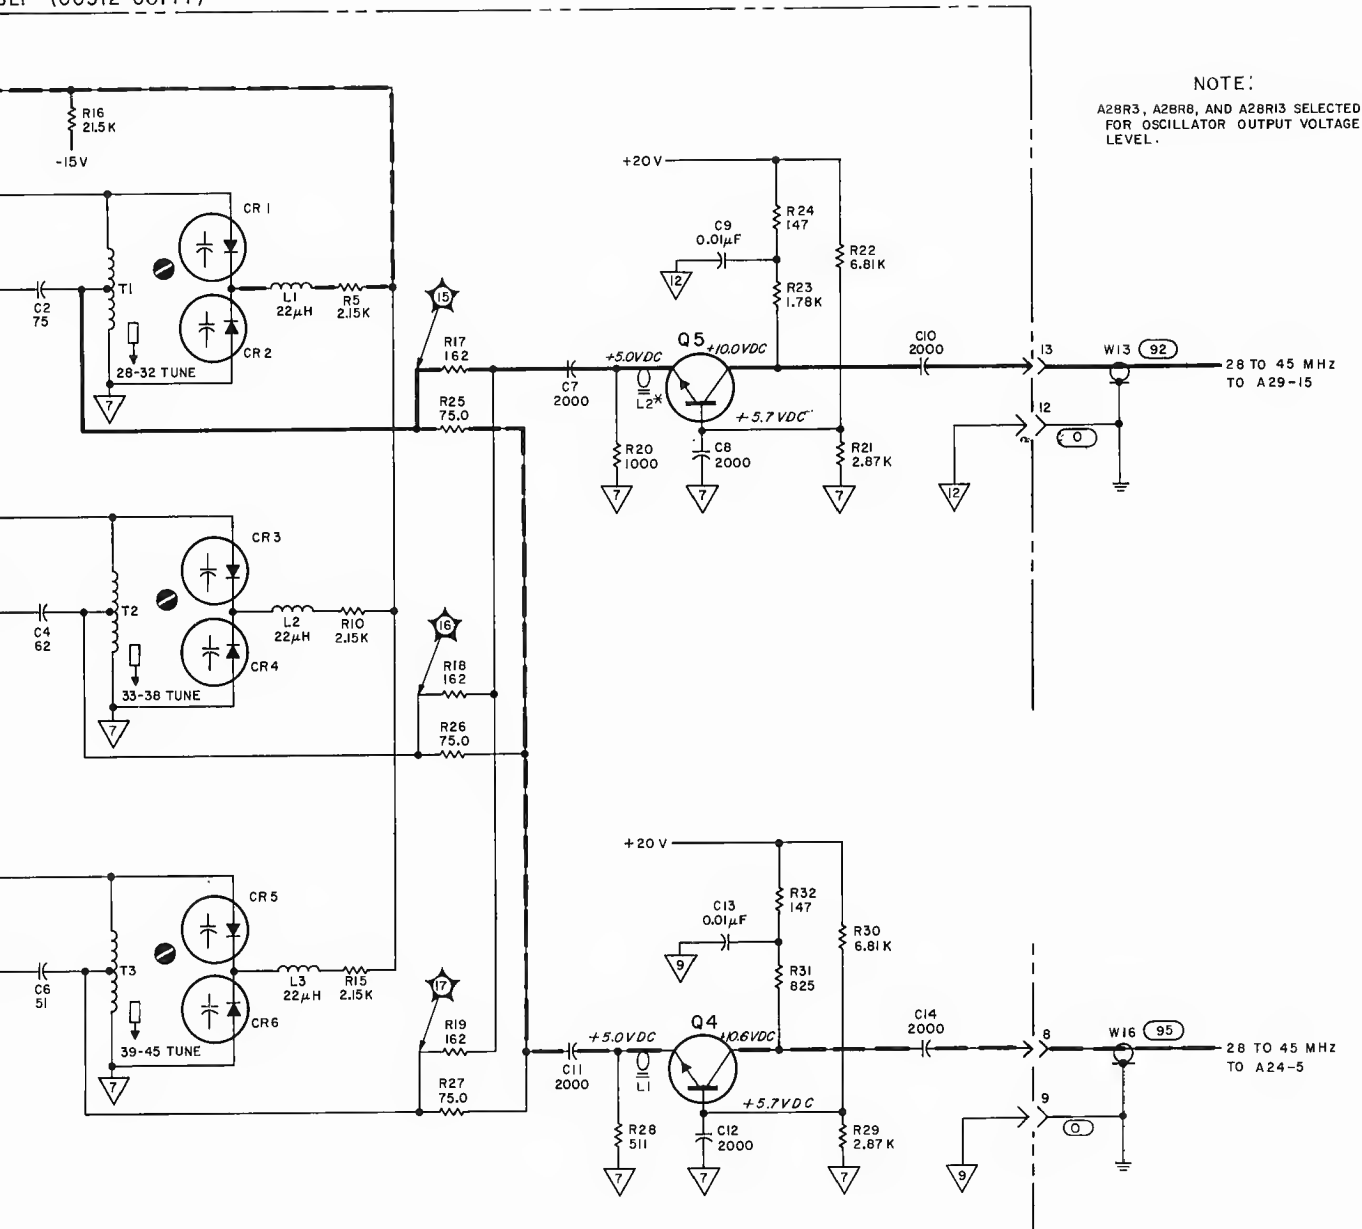 NOTE:
A28R3, A28R8, AND A28R13 SELECTED
FOR OSCILLATOR OUTPUT VOLTAGE
LEVEL.
R16
21.5K
-15V
CR1
C2
75
T1
L1
22µH
R5
2.15K
CR2
28-32 TUNE
7
15
R17
162
R25
75.0
C7
2000
+20V
R24
147
C9
0.01µF
12
R22
6.81K
R23
1.78K
Q5
+5.0VDC
+10.0VDC
L2*
+5.7VDC
R20
1000
C8
2000
R21
2.87K
7
7
7
C10
2000
13
W13
92
28 TO 45 MHz
TO A29-15
12
0
12
CR3
C4
62
T2
L2
22µH
R10
2.15K
CR4
33-38 TUNE
7
16
R18
162
R26
75.0
CR5
C6
51
T3
L3
22µH
R15
2.15K
CR6
39-45 TUNE
7
17
R19
162
R27
75.0
C11
2000
+20V
R32
147
C13
0.01µF
9
R30
6.81K
R31
825
Q4
+5.0VDC
+10.6VDC
L1
+5.7VDC
R28
511
C12
2000
R29
2.87K
7
7
7
C14
2000
8
W16
95
28 TO 45 MHz
TO A24-5
9
0
9